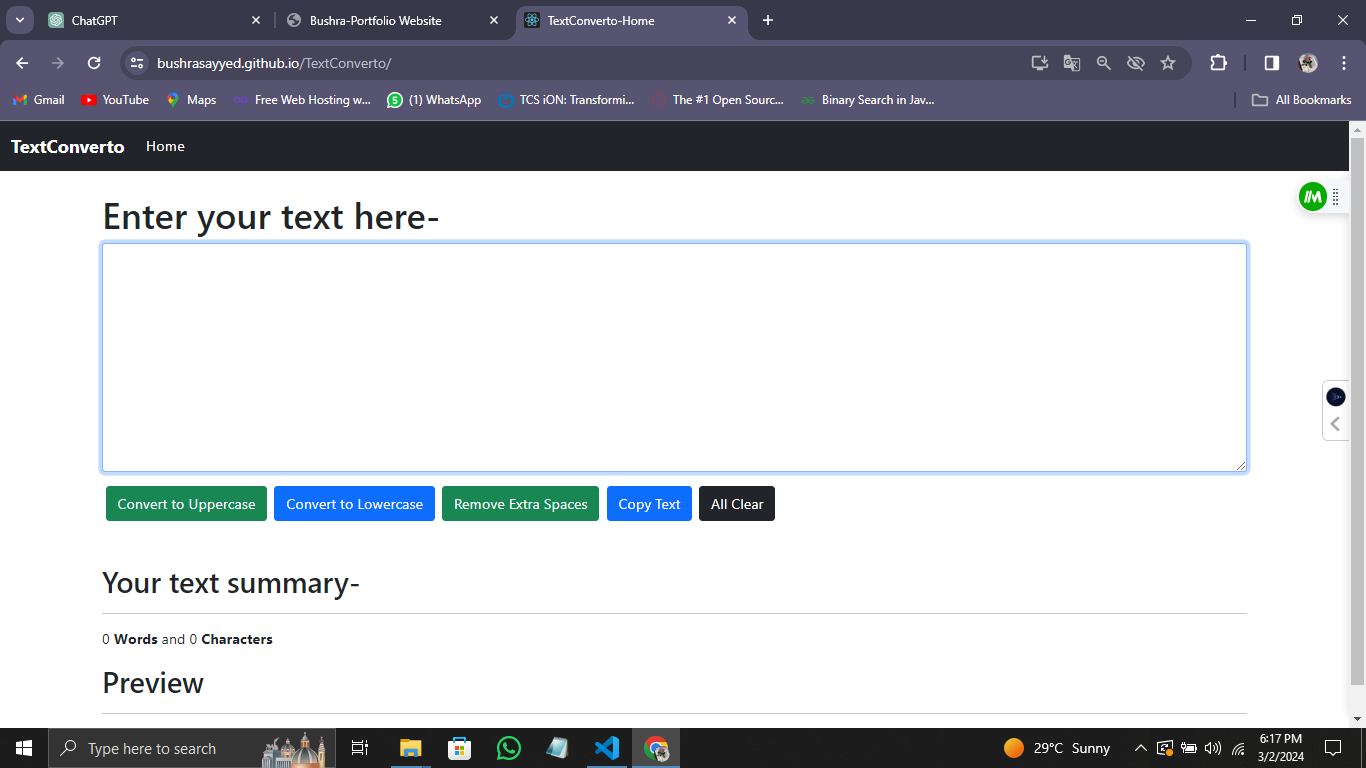 ChatGPT
Bushra-Portfolio Website
TextConverto-Home
bushrasayyed.github.io/TextConverto/
Gmail
YouTube
Maps
Free Web Hosting w...
(1) WhatsApp
TCS iON: Transformi...
The #1 Open Sourc...
Binary Search in Jav...
All Bookmarks
TextConverto
Home
Enter your text here-
Convert to Uppercase
Convert to Lowercase
Remove Extra Spaces
Copy Text
All Clear
Your text summary-
0 Words and 0 Characters
Preview
Type here to search
29°C Sunny
6:17 PM
3/2/2024